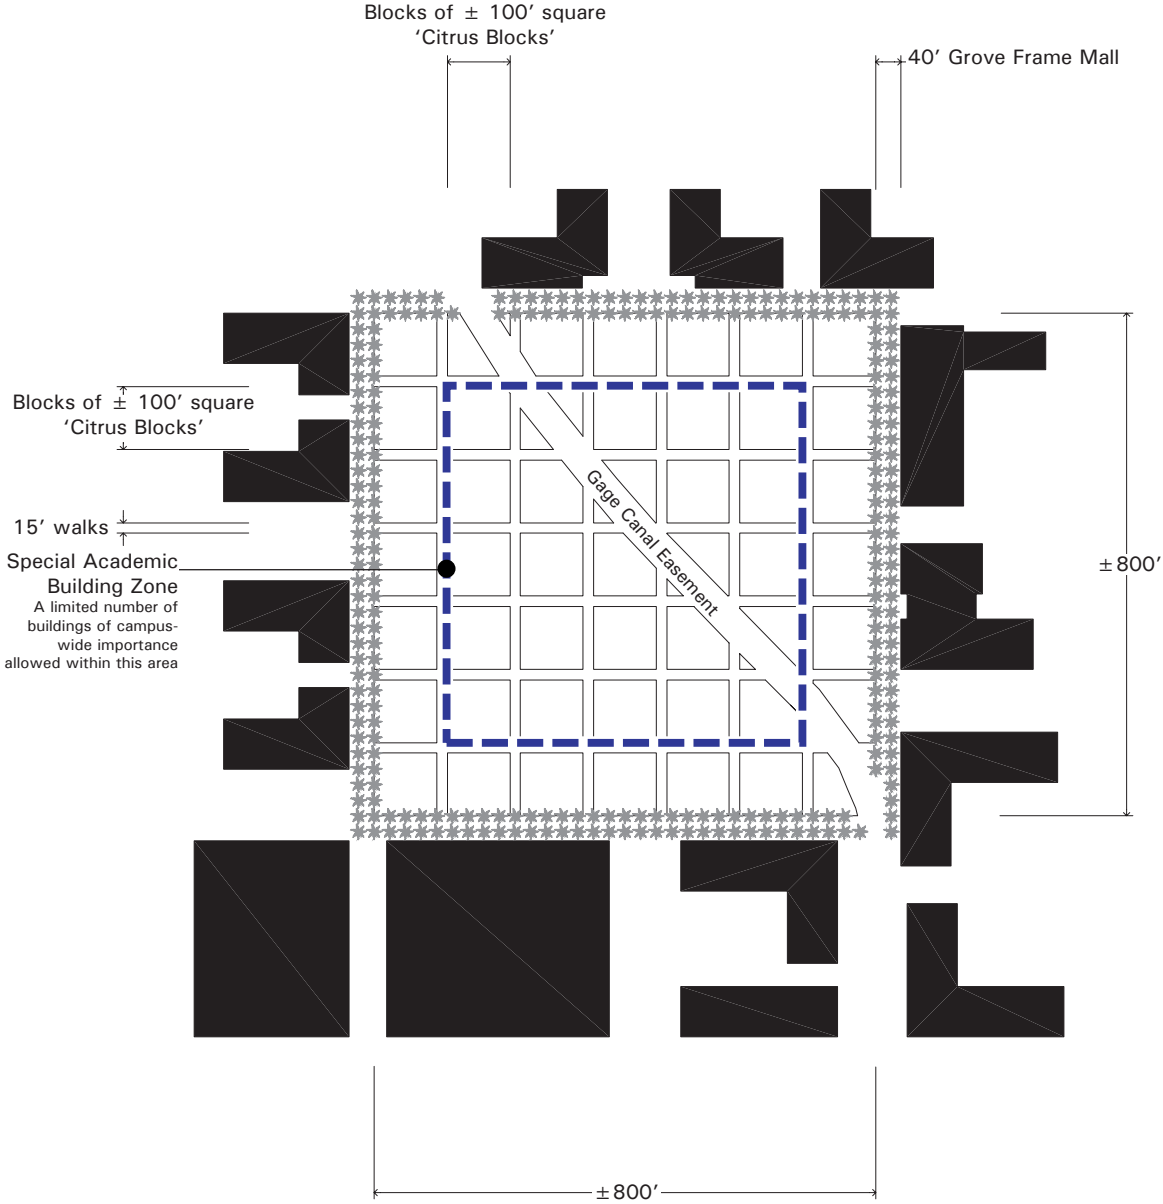 Blocks of ± 100’ square
‘Citrus Blocks’
40’ Grove Frame Mall
Blocks of ± 100’ square
‘Citrus Blocks’
15’ walks
Special Academic
Building Zone
A limited number of
buildings of campus-
wide importance
allowed within this area
Gage Canal Easement
±800’
±800’